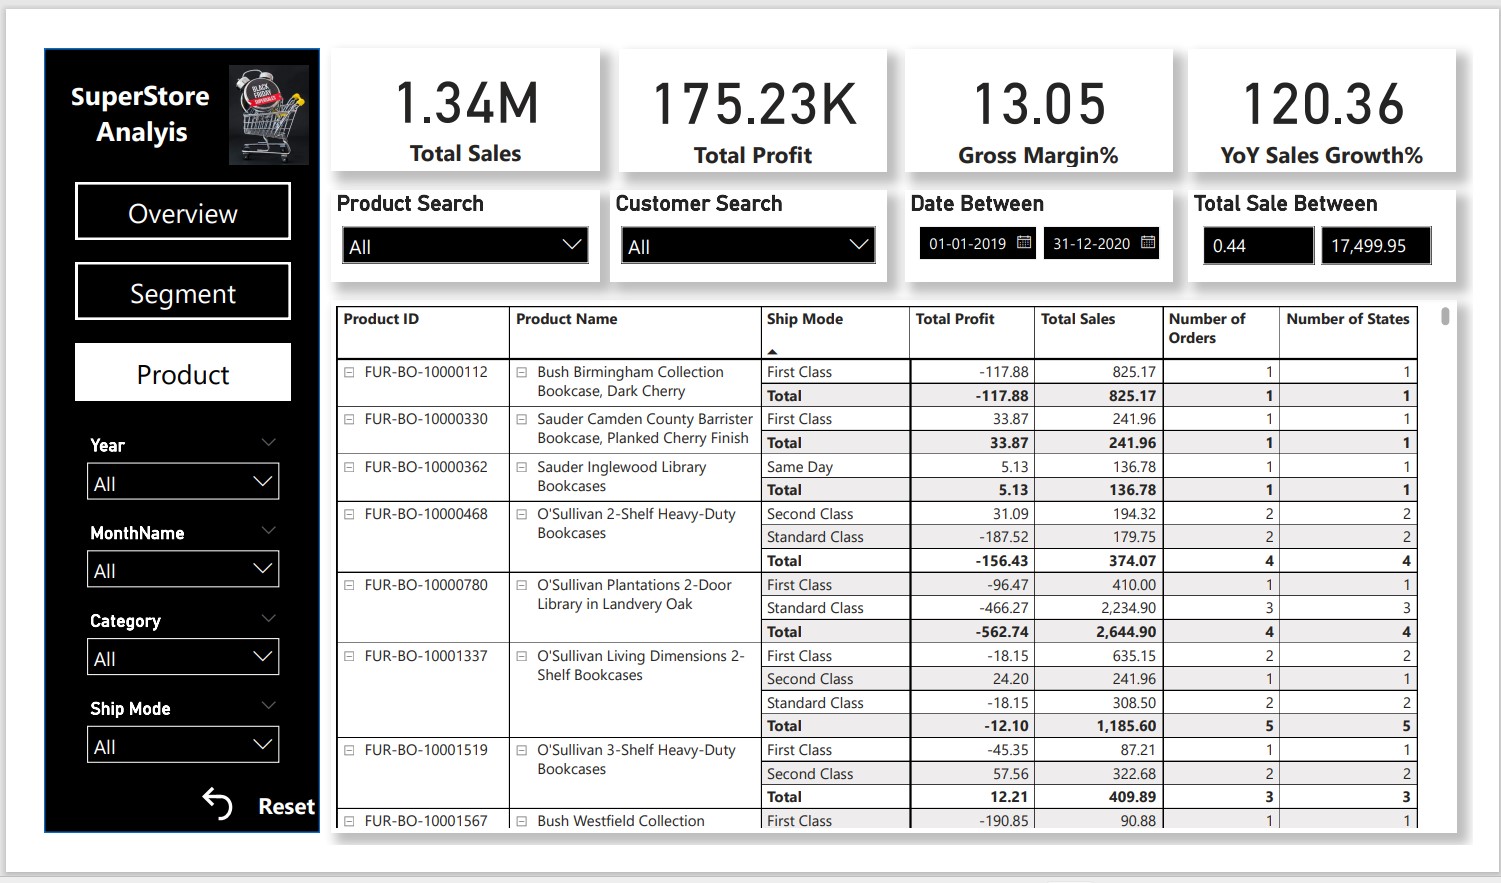 SuperStore
Analyis
BLACK
FRIDAY
Overview
Segment
Product
Year
All
MonthName
All
Category
All
Ship Mode
All
Reset
1.34M
Total Sales
175.23K
Total Profit
13.05
Gross Margin%
120.36
YoY Sales Growth%
Product Search
All
Customer Search
All
Date Between
01-01-2019 31-12-2020
Total Sale Between
0.44 17,499.95
Product ID Product Name Ship Mode Total Profit Total Sales Number of Orders Number of States
FUR-BO-10000112 Bush Birmingham Collection First Class -117.88 825.17 1 1
Bookcase, Dark Cherry Total -117.88 825.17 1 1
FUR-BO-10000330 Sauder Camden County Barrister First Class 33.87 241.96 1 1
Bookcase, Planked Cherry Finish Total 33.87 241.96 1 1
FUR-BO-10000362 Sauder Inglewood Library Same Day 5.13 136.78 1 1
Bookcases Total 5.13 136.78 1 1
FUR-BO-10000468 O'Sullivan 2-Shelf Heavy-Duty Second Class 31.09 194.32 2 2
Bookcases Standard Class -187.52 179.75 2 2
Total -156.43 374.07 4 4
FUR-BO-10000780 O'Sullivan Plantations 2-Door First Class -96.47 410.00 1 1
Library in Landvery Oak Standard Class -466.27 2,234.90 3 3
Total -562.74 2,644.90 4 4
FUR-BO-10001337 O'Sullivan Living Dimensions 2- First Class -18.15 635.15 2 2
Shelf Bookcases Second Class 24.20 241.96 1 1
Standard Class -18.15 308.50 2 2
Total -12.10 1,185.60 5 5
FUR-BO-10001519 O'Sullivan 3-Shelf Heavy-Duty First Class -45.35 87.21 1 1
Bookcases Second Class 57.56 322.68 2 2
Total 12.21 409.89 3 3
FUR-BO-10001567 Bush Westfield Collection First Class -190.85 90.88 1 1